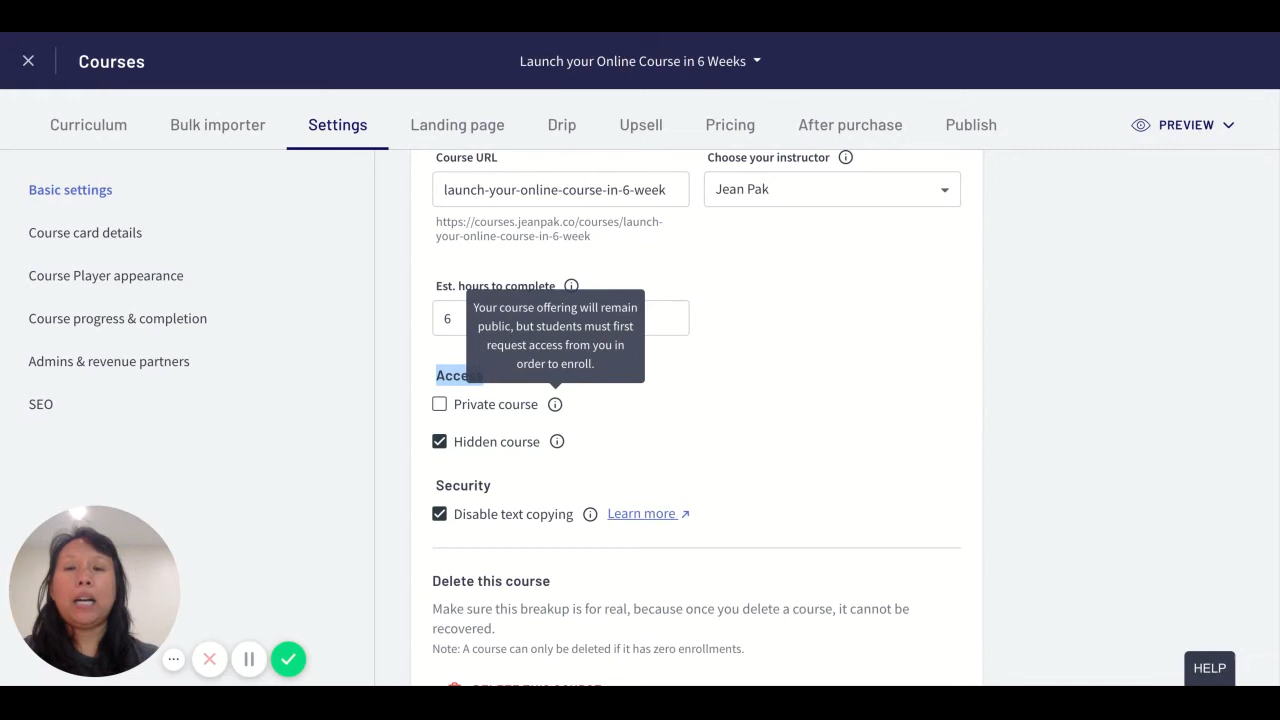 Courses
Launch your Online Course in 6 Weeks
Curriculum
Bulk importer
Settings
Landing page
Drip
Upsell
Pricing
After purchase
Publish
PREVIEW
Basic settings
Course card details
Course Player appearance
Course progress & completion
Admins & revenue partners
SEO
Course URL
launch-your-online-course-in-6-week
https://courses.jeanpak.co/courses/launch-
your-online-course-in-6-week
Choose your instructor
Jean Pak
Est. hours to complete
6
Your course offering will remain
public, but students must first
request access from you in
order to enroll.
Access
Private course
Hidden course
Security
Disable text copying
Learn more
Delete this course
Make sure this breakup is for real, because once you delete a course, it cannot be
recovered.
Note: A course can only be deleted if it has zero enrollments.
HELP